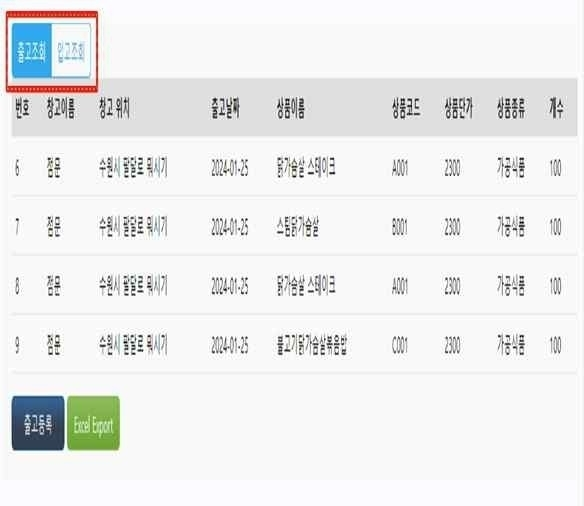 출고조회 입고조회
번호 창고이름 창고 위치 출고날짜 상품이름 상품코드 상품단가 상품종류 개수
6 점문 수원시 팔달로 뭐시기 2024-01-25 닭가슴살 스테이크 A001 2300 가공식품 100
7 점문 수원시 팔달로 뭐시기 2024-01-25 스팀닭가슴살 B001 2300 가공식품 100
8 점문 수원시 팔달로 뭐시기 2024-01-25 닭가슴살 스테이크 A001 2300 가공식품 100
9 점문 수원시 팔달로 뭐시기 2024-01-25 불고기닭가슴살볶음밥 C001 2300 가공식품 100
출고등록 Excel Export